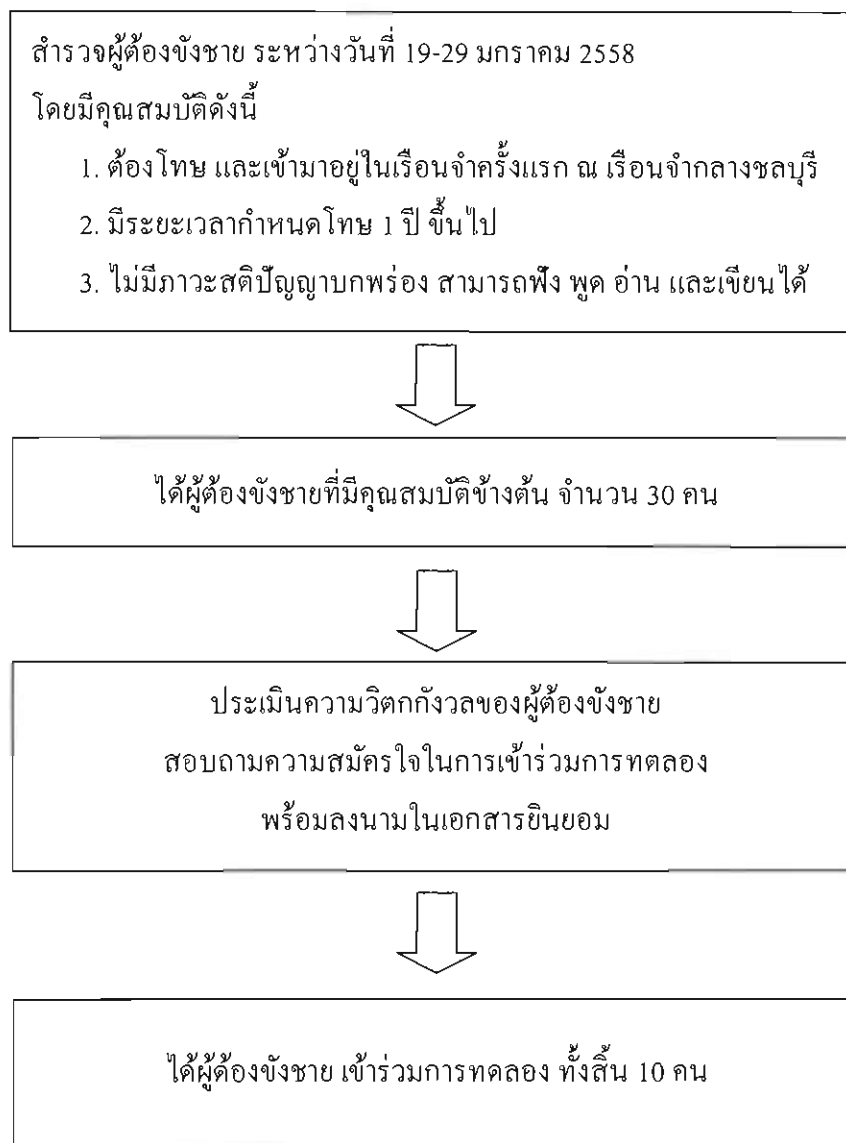 สำรวจผู้ต้องขังชาย ระหว่างวันที่ 19-29 มกราคม 2558
โดยมีคุณสมบัติดังนี้
1. ต้องโทษ และเข้ามาอยู่ในเรือนจำครั้งแรก ณ เรือนจำกลางชลบุรี
2. มีระยะเวลากำหนดโทษ 1 ปี ขึ้นไป
3. ไม่มีภาวะสติปัญญาบกพร่อง สามารถฟัง พูด อ่าน และเขียนได้
ได้ผู้ต้องขังชายที่มีคุณสมบัติข้างต้น จำนวน 30 คน
ประเมินความวิตกกังวลของผู้ต้องขังชาย
สอบถามความสมัครใจในการเข้าร่วมการทดลอง
พร้อมลงนามในเอกสารยินยอม
ได้ผู้ต้องขังชาย เข้าร่วมการทดลอง ทั้งสิ้น 10 คน